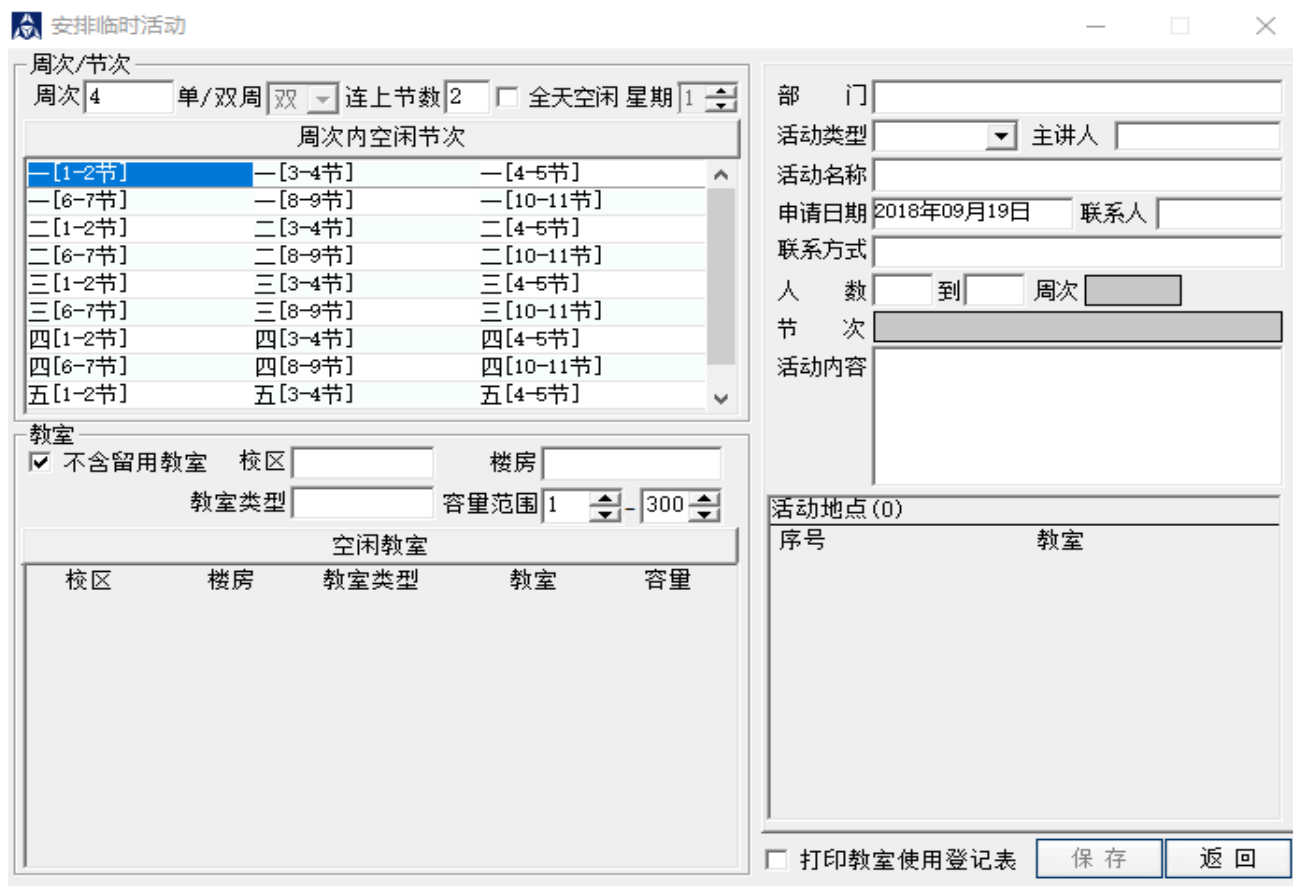 安排临时活动
周次/节次
周次 4 单/双周 双 连上节数 2 全天空闲 星期 1
周次内空闲节次
一[1-2节] 一[3-4节] 一[4-5节]
一[6-7节] 一[8-9节] 一[10-11节]
二[1-2节] 二[3-4节] 二[4-5节]
二[6-7节] 二[8-9节] 二[10-11节]
三[1-2节] 三[3-4节] 三[4-5节]
三[6-7节] 三[8-9节] 三[10-11节]
四[1-2节] 四[3-4节] 四[4-5节]
四[6-7节] 四[8-9节] 四[10-11节]
五[1-2节] 五[3-4节] 五[4-5节]
教室
不含留用教室 校区 楼房
教室类型 容量范围 1 - 300
空闲教室
校区 楼房 教室类型 教室 容量
部 门
活动类型 主讲人
活动名称
申请日期 2018年09月19日 联系人
联系方式
人 数 到 周次
节 次
活动内容
活动地点(0)
序号 教室
打印教室使用登记表 保 存 返 回